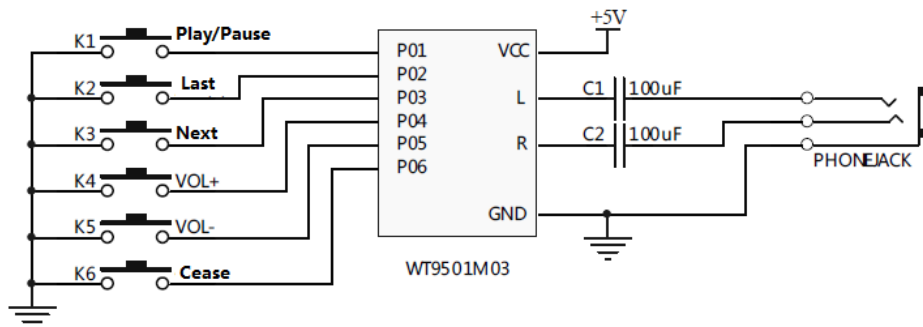 +5V
K1 Play/Pause P01 VCC
K2 Last P02
K3 Next P03 L C1 100uF
P04
P05 R C2 100uF
K4 VOL+ P06
PHONEJACK
K5 VOL- GND
K6 Cease WT9501M03